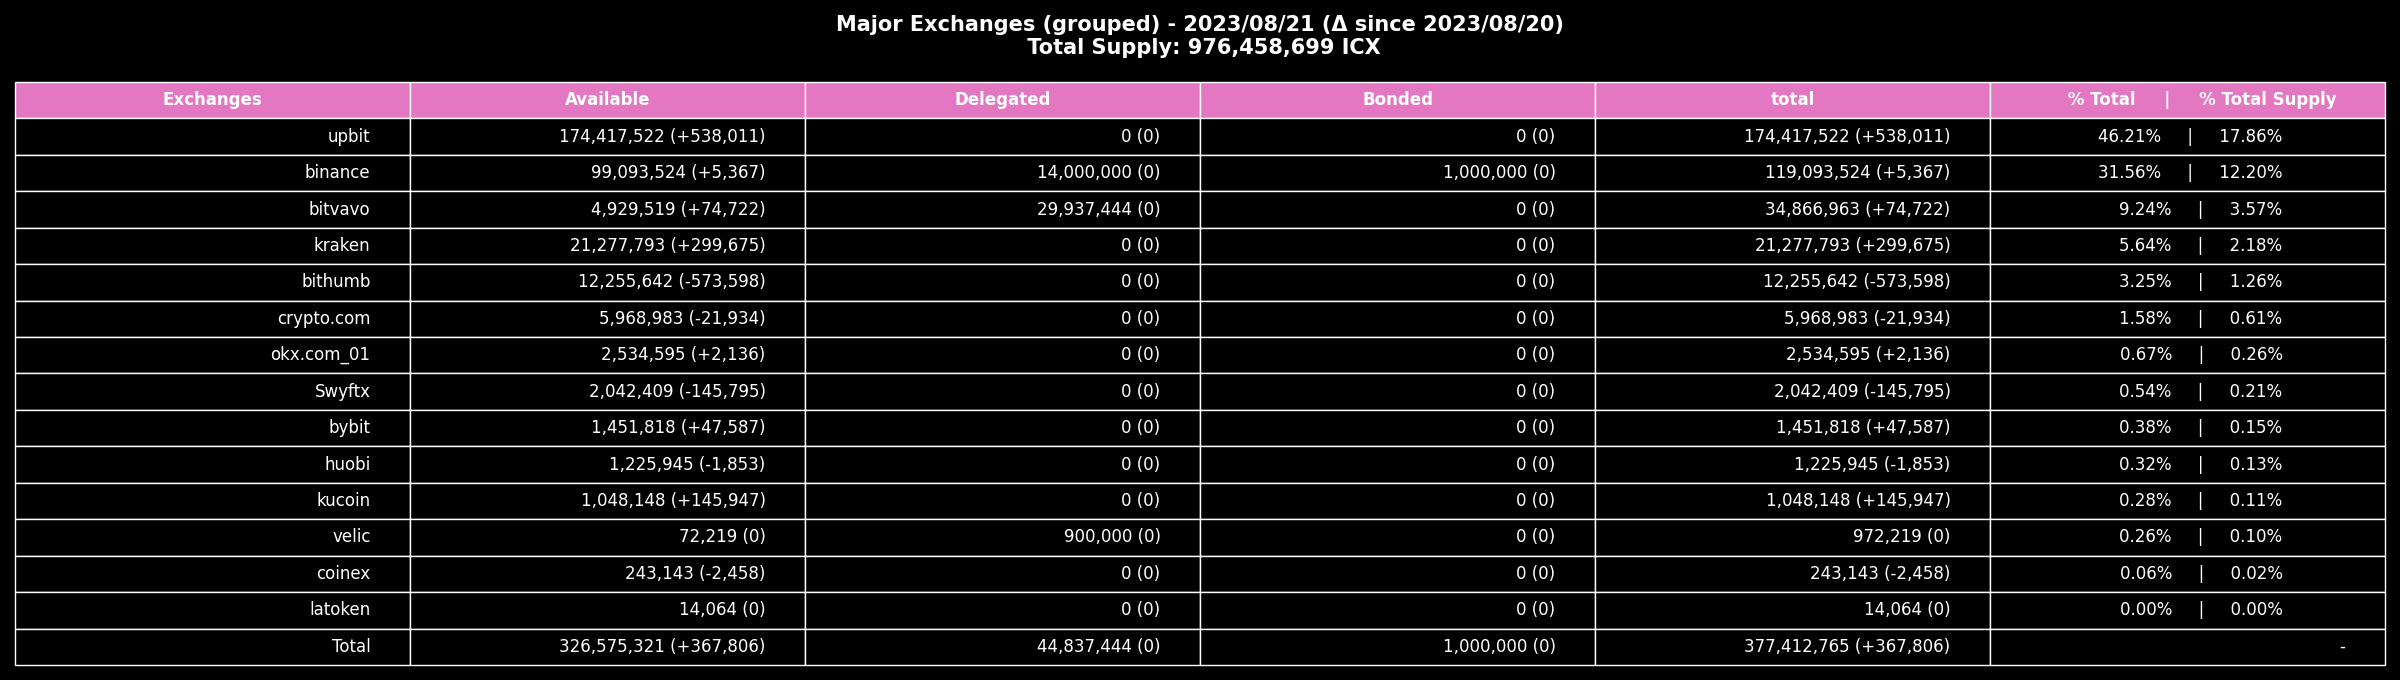 Major Exchanges (grouped) - 2023/08/21 (Δ since 2023/08/20)
Total Supply: 976,458,699 ICX
Exchanges Available Delegated Bonded total % Total | % Total Supply
upbit 174,417,522 (+538,011) 0 (0) 0 (0) 174,417,522 (+538,011) 46.21% | 17.86%
binance 99,093,524 (+5,367) 14,000,000 (0) 1,000,000 (0) 119,093,524 (+5,367) 31.56% | 12.20%
bitvavo 4,929,519 (+74,722) 29,937,444 (0) 0 (0) 34,866,963 (+74,722) 9.24% | 3.57%
kraken 21,277,793 (+299,675) 0 (0) 0 (0) 21,277,793 (+299,675) 5.64% | 2.18%
bithumb 12,255,642 (-573,598) 0 (0) 0 (0) 12,255,642 (-573,598) 3.25% | 1.26%
crypto.com 5,968,983 (-21,934) 0 (0) 0 (0) 5,968,983 (-21,934) 1.58% | 0.61%
okx.com_01 2,534,595 (+2,136) 0 (0) 0 (0) 2,534,595 (+2,136) 0.67% | 0.26%
Swyftx 2,042,409 (-145,795) 0 (0) 0 (0) 2,042,409 (-145,795) 0.54% | 0.21%
bybit 1,451,818 (+47,587) 0 (0) 0 (0) 1,451,818 (+47,587) 0.38% | 0.15%
huobi 1,225,945 (-1,853) 0 (0) 0 (0) 1,225,945 (-1,853) 0.32% | 0.13%
kucoin 1,048,148 (+145,947) 0 (0) 0 (0) 1,048,148 (+145,947) 0.28% | 0.11%
velic 72,219 (0) 900,000 (0) 0 (0) 972,219 (0) 0.26% | 0.10%
coinex 243,143 (-2,458) 0 (0) 0 (0) 243,143 (-2,458) 0.06% | 0.02%
latoken 14,064 (0) 0 (0) 0 (0) 14,064 (0) 0.00% | 0.00%
Total 326,575,321 (+367,806) 44,837,444 (0) 1,000,000 (0) 377,412,765 (+367,806) -